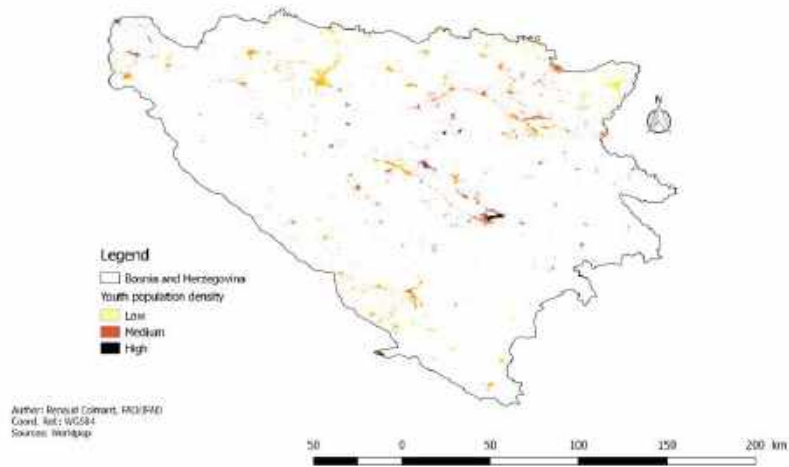 N
Legend
Bosnia and Herzegovina
Youth population density
Low
Medium
High
Author: Renaud Colmant, FAO/IFAD
Coord. Ref.: WGS84
Sources: Worldpop
50 0 50 100 150 200 km